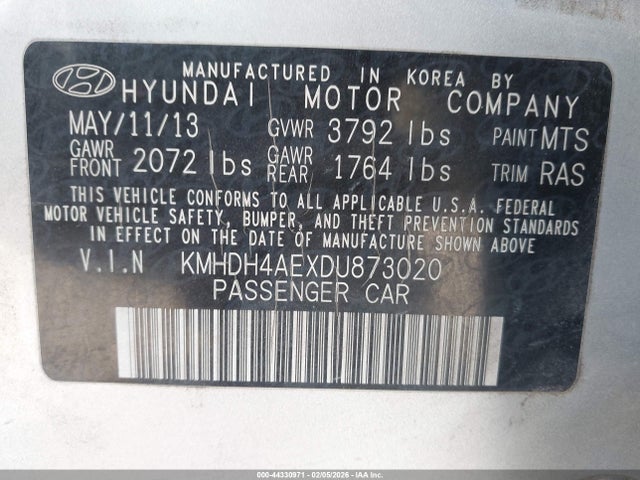 MANUFACTURED IN KOREA BY
HYUNDAI MOTOR COMPANY
MAY/11/13 GVWR 3792 lbs PAINT MTS
GAWR FRONT 2072 lbs GAWR REAR 1764 lbs TRIM RAS
THIS VEHICLE CONFORMS TO ALL APPLICABLE U.S.A. FEDERAL
MOTOR VEHICLE SAFETY, BUMPER, AND THEFT PREVENTION STANDARDS
IN EFFECT ON THE DATE OF MANUFACTURE SHOWN ABOVE
V.I.N KMHDH4AEXDU873020
PASSENGER CAR
000-44330971 - 02/05/2026 - IAAI.CA